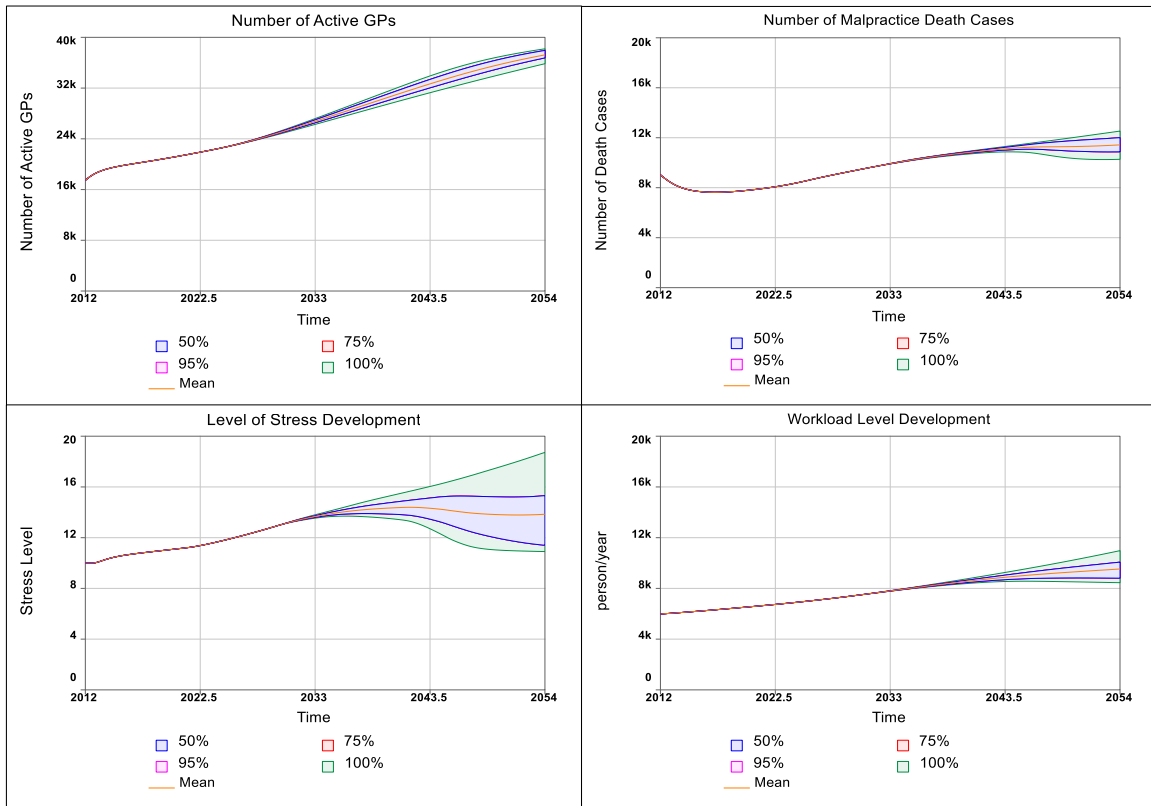 Number of Active GPs
Number of Active GPs
40k
32k
24k
16k
8k
0
2012 2022.5 2033 2043.5 2054
Time
50% 75%
95% 100%
Mean
Number of Malpractice Death Cases
Number of Death Cases
20k
16k
12k
8k
4k
0
2012 2022.5 2033 2043.5 2054
Time
50% 75%
95% 100%
Mean
Level of Stress Development
Stress Level
20
16
12
8
4
0
2012 2022.5 2033 2043.5 2054
Time
50% 75%
95% 100%
Mean
Workload Level Development
person/year
20k
16k
12k
8k
4k
0
2012 2022.5 2033 2043.5 2054
Time
50% 75%
95% 100%
Mean